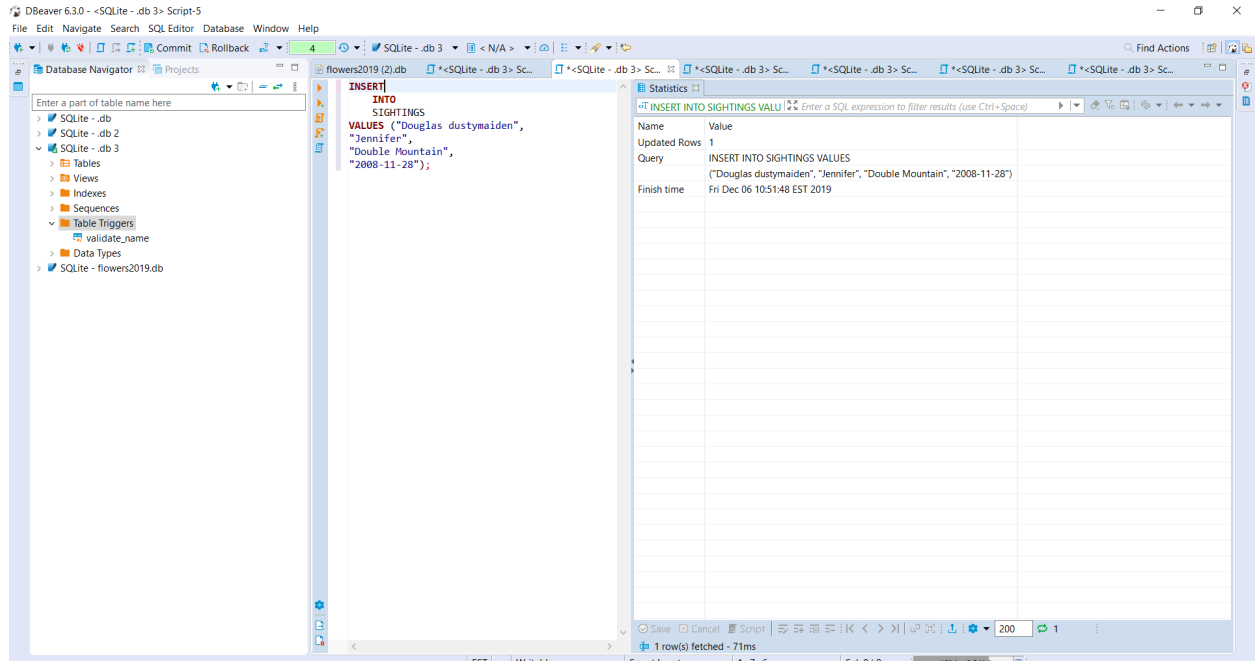 DBeaver 6.3.0 - <SQLite - .db 3> Script-5
File Edit Navigate Search SQL Editor Database Window Help
Commit Rollback 4 SQLite - .db 3 < N/A > Find Actions
Database Navigator Projects
Enter a part of table name here
SQLite - .db
SQLite - .db 2
SQLite - .db 3
Tables
Views
Indexes
Sequences
Table Triggers
validate_name
Data Types
SQLite - flowers2019.db
flowers2019 (2).db *<SQLite - .db 3> Sc... *<SQLite - .db 3> Sc... *<SQLite - .db 3> Sc... *<SQLite - .db 3> Sc... *<SQLite - .db 3> Sc... *<SQLite - .db 3> Sc...
INSERT
INTO
SIGHTINGS
VALUES ("Douglas dustymaiden",
"Jennifer",
"Double Mountain",
"2008-11-28");
Statistics
INSERT INTO SIGHTINGS VALU Enter a SQL expression to filter results (use Ctrl+Space)
Name Value
Updated Rows 1
Query INSERT INTO SIGHTINGS VALUES
("Douglas dustymaiden", "Jennifer", "Double Mountain", "2008-11-28")
Finish time Fri Dec 06 10:51:48 EST 2019
Save Cancel Script 200 1
1 row(s) fetched - 71ms